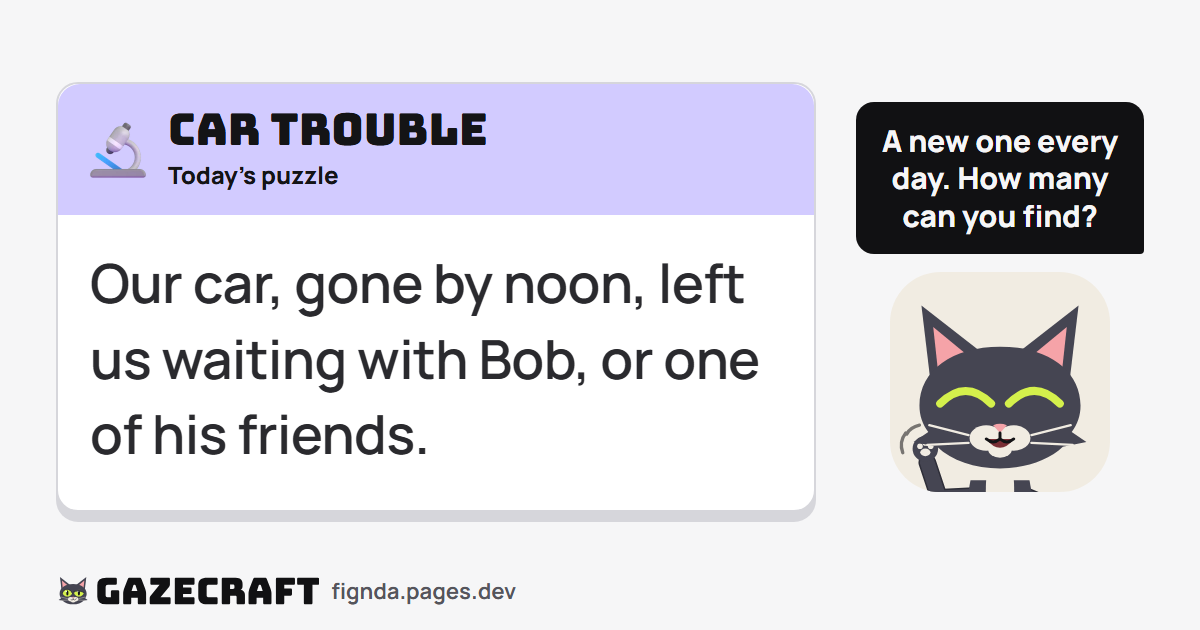 CAR TROUBLE
Today's puzzle
Our car, gone by noon, left
us waiting with Bob, or one
of his friends.
A new one every
day. How many
can you find?
GAZECRAFT fignda.pages.dev